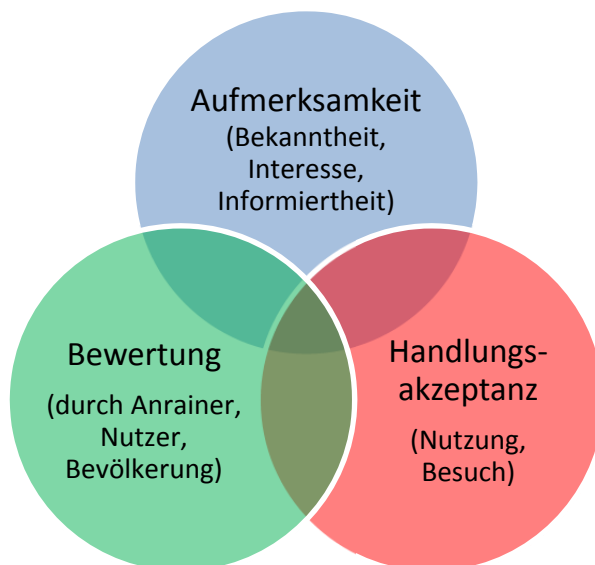 Aufmerksamkeit
(Bekanntheit,
Interesse,
Informiertheit)
Bewertung
(durch Anrainer,
Nutzer,
Bevölkerung)
Handlungs-
akzeptanz
(Nutzung,
Besuch)